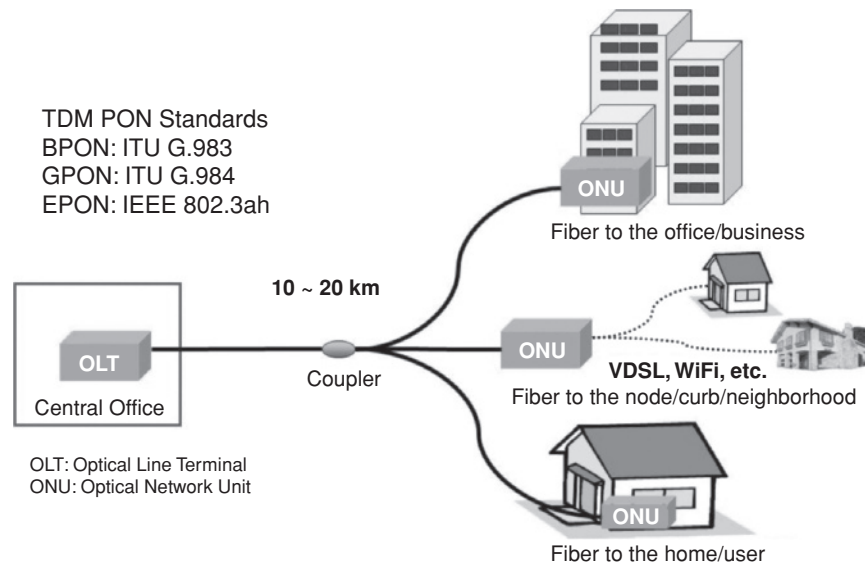 TDM PON Standards
BPON: ITU G.983
GPON: ITU G.984
EPON: IEEE 802.3ah
ONU
Fiber to the office/business
10 ~ 20 km
OLT
Central Office
Coupler
ONU
VDSL, WiFi, etc.
Fiber to the node/curb/neighborhood
OLT: Optical Line Terminal
ONU: Optical Network Unit
ONU
Fiber to the home/user